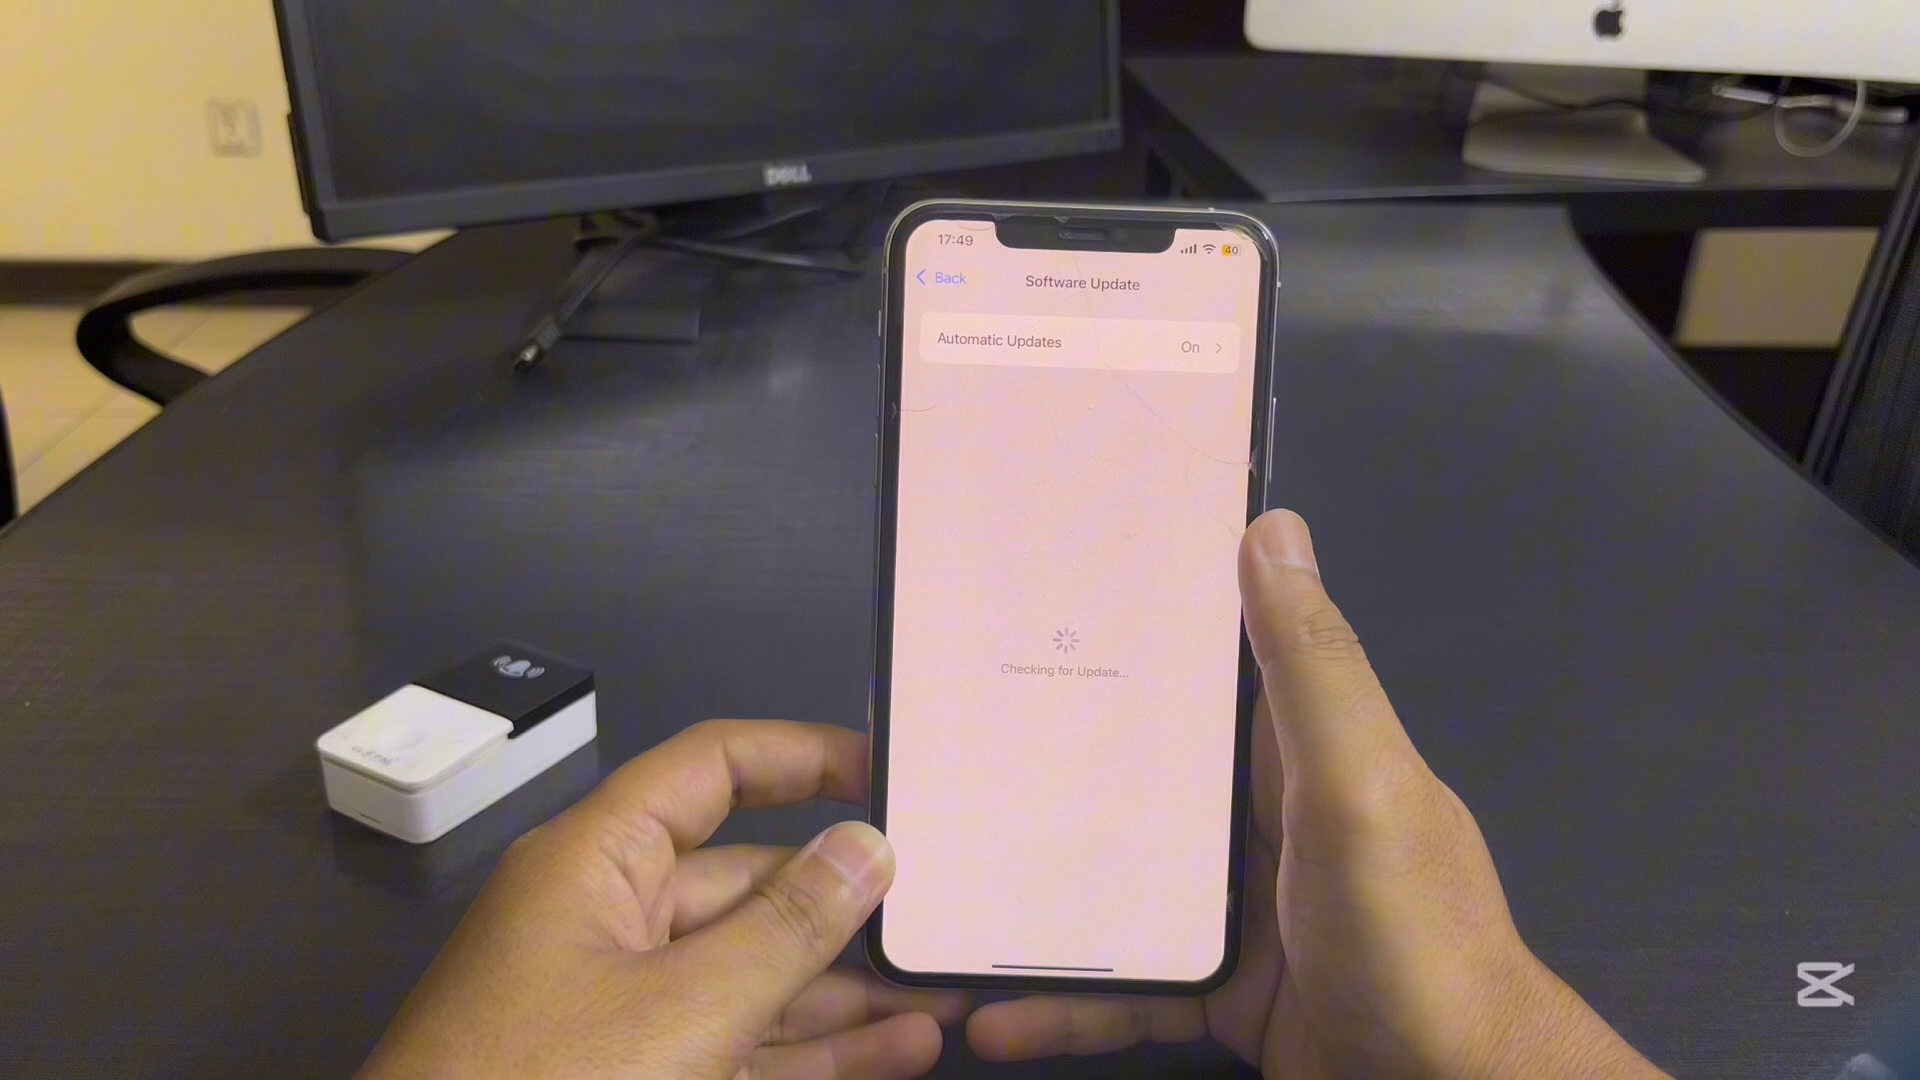 DELL
17:49
40
Back
Software Update
Automatic Updates
On
Checking for Update...